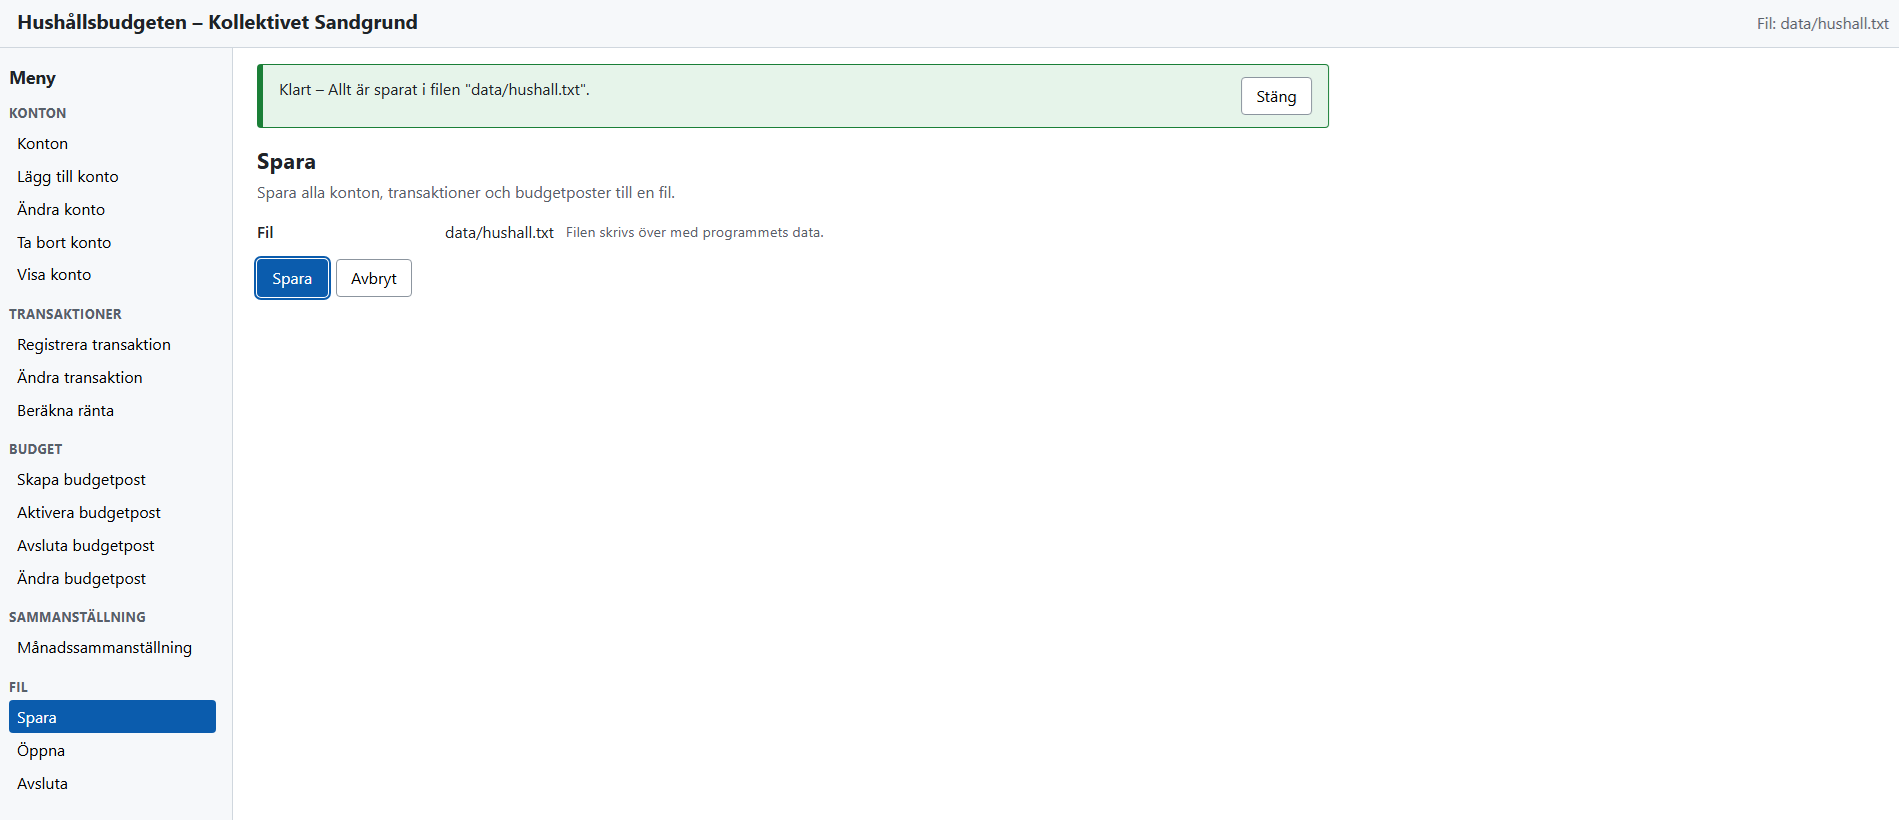 Hushållsbudgeten – Kollektivet Sandgrund
Fil: data/hushall.txt
Meny
KONTON
Konton
Lägg till konto
Ändra konto
Ta bort konto
Visa konto
TRANSAKTIONER
Registrera transaktion
Ändra transaktion
Beräkna ränta
BUDGET
Skapa budgetpost
Aktivera budgetpost
Avsluta budgetpost
Ändra budgetpost
SAMMANSTÄLLNING
Månadssammanställning
FIL
Spara
Öppna
Avsluta
Klart – Allt är sparat i filen "data/hushall.txt".
Stäng
Spara
Spara alla konton, transaktioner och budgetposter till en fil.
Fil data/hushall.txt Filen skrivs över med programmets data.
Spara Avbryt